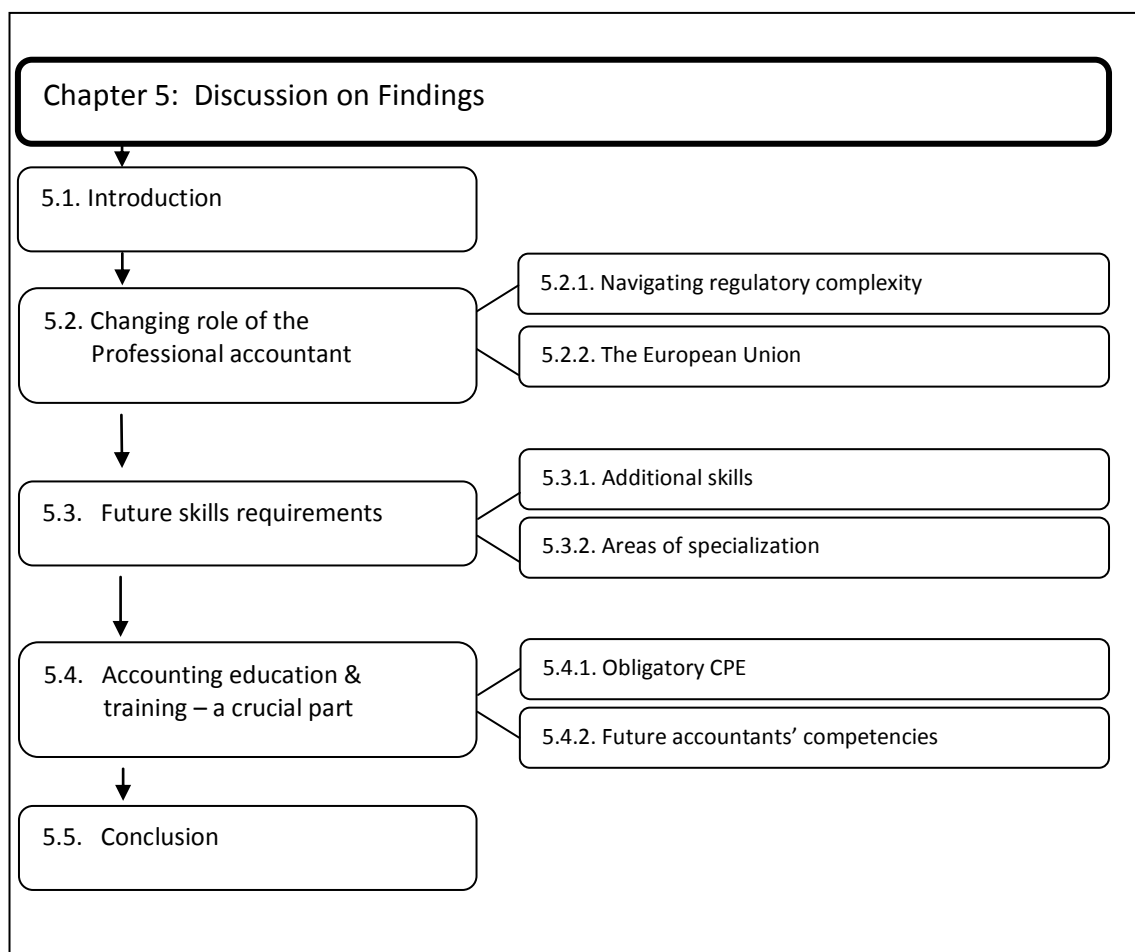 Chapter 5: Discussion on Findings
5.1. Introduction
5.2. Changing role of the
Professional accountant
5.2.1. Navigating regulatory complexity
5.2.2. The European Union
5.3. Future skills requirements
5.3.1. Additional skills
5.3.2. Areas of specialization
5.4. Accounting education &
training – a crucial part
5.4.1. Obligatory CPE
5.4.2. Future accountants’ competencies
5.5. Conclusion